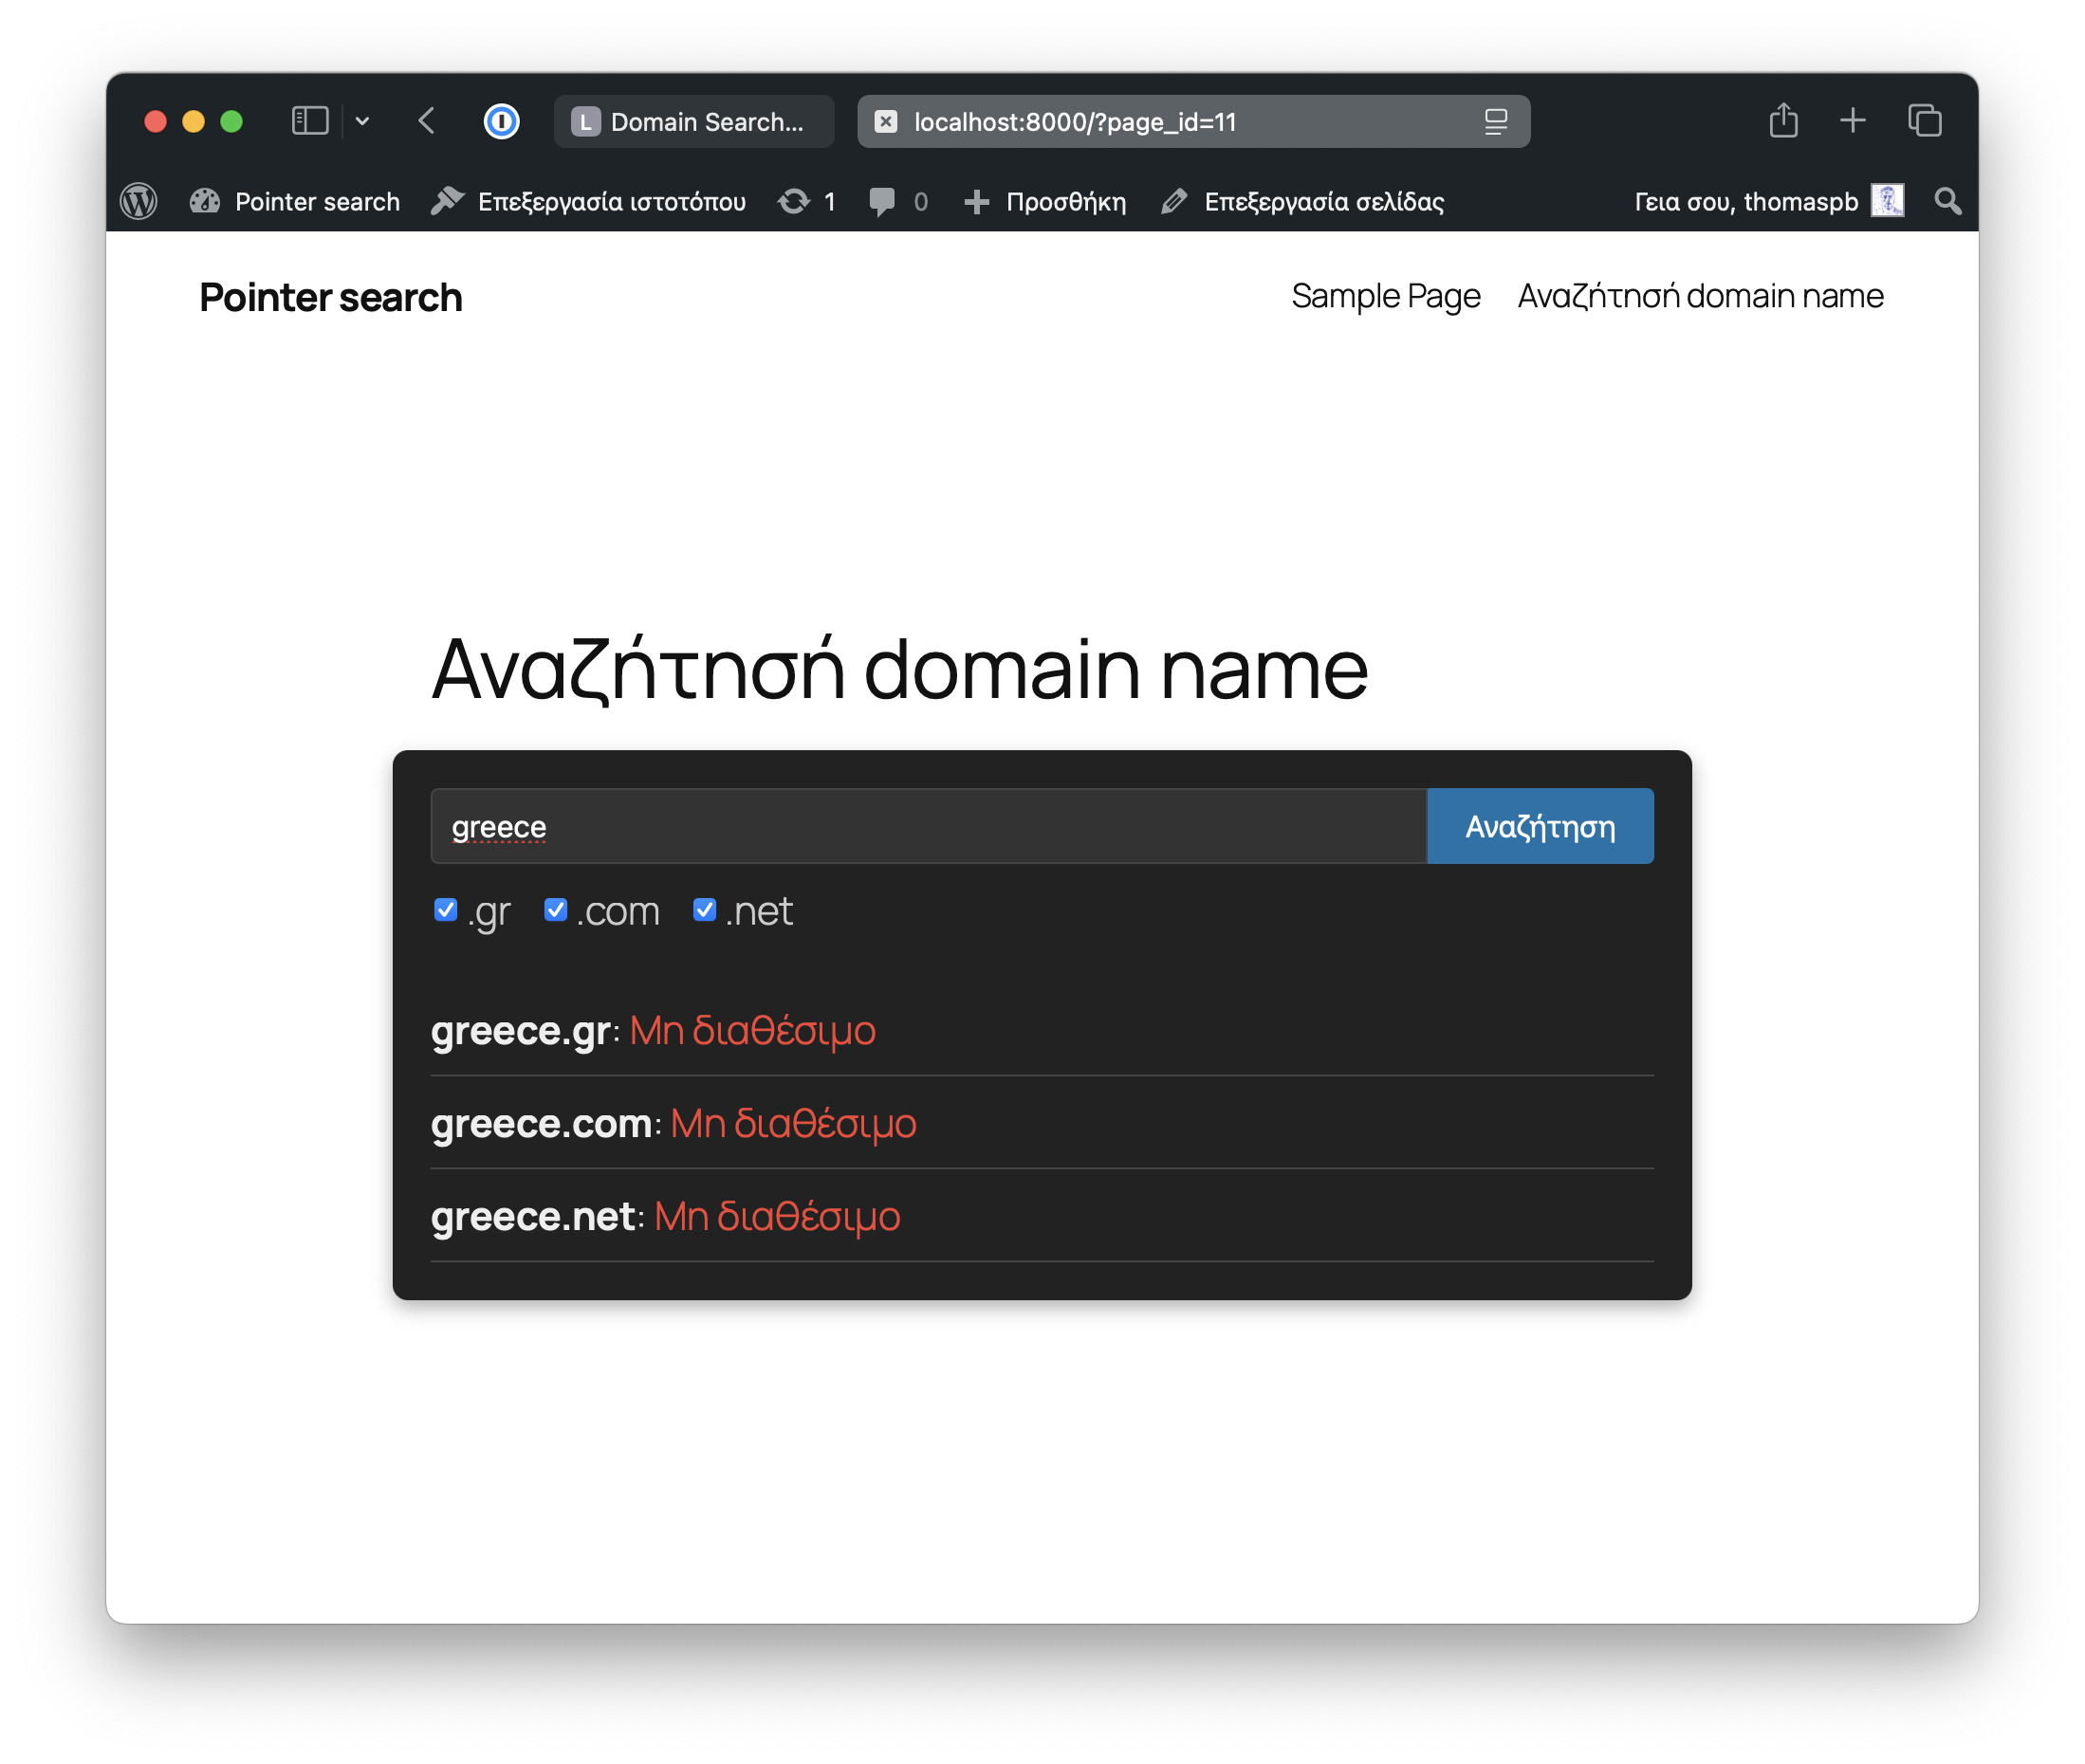 L Domain Search...
localhost:8000/?page_id=11
Pointer search Επεξεργασία ιστοτόπου 1 0 Προσθήκη Επεξεργασία σελίδας Γεια σου, thomaspb
Pointer search Sample Page Αναζήτησή domain name
Αναζήτησή domain name
greece Αναζήτηση
.gr .com .net
greece.gr: Μη διαθέσιμο
greece.com: Μη διαθέσιμο
greece.net: Μη διαθέσιμο